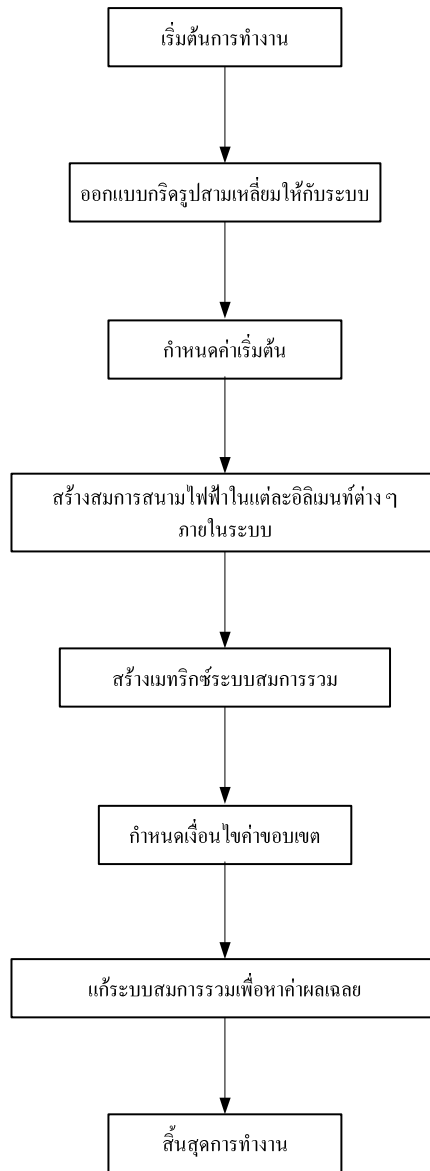 เริ่มต้นการทำงาน
ออกแบบกริดรูปสามเหลี่ยมให้กับระบบ
กำหนดค่าเริ่มต้น
สร้างสมการสนามไฟฟ้าในแต่ละอิลิเมนท์ต่าง ๆ
ภายในระบบ
สร้างเมทริกซ์ระบบสมการรวม
กำหนดเงื่อนไขค่าขอบเขต
แก้ระบบสมการรวมเพื่อหาค่าผลเฉลย
สิ้นสุดการทำงาน